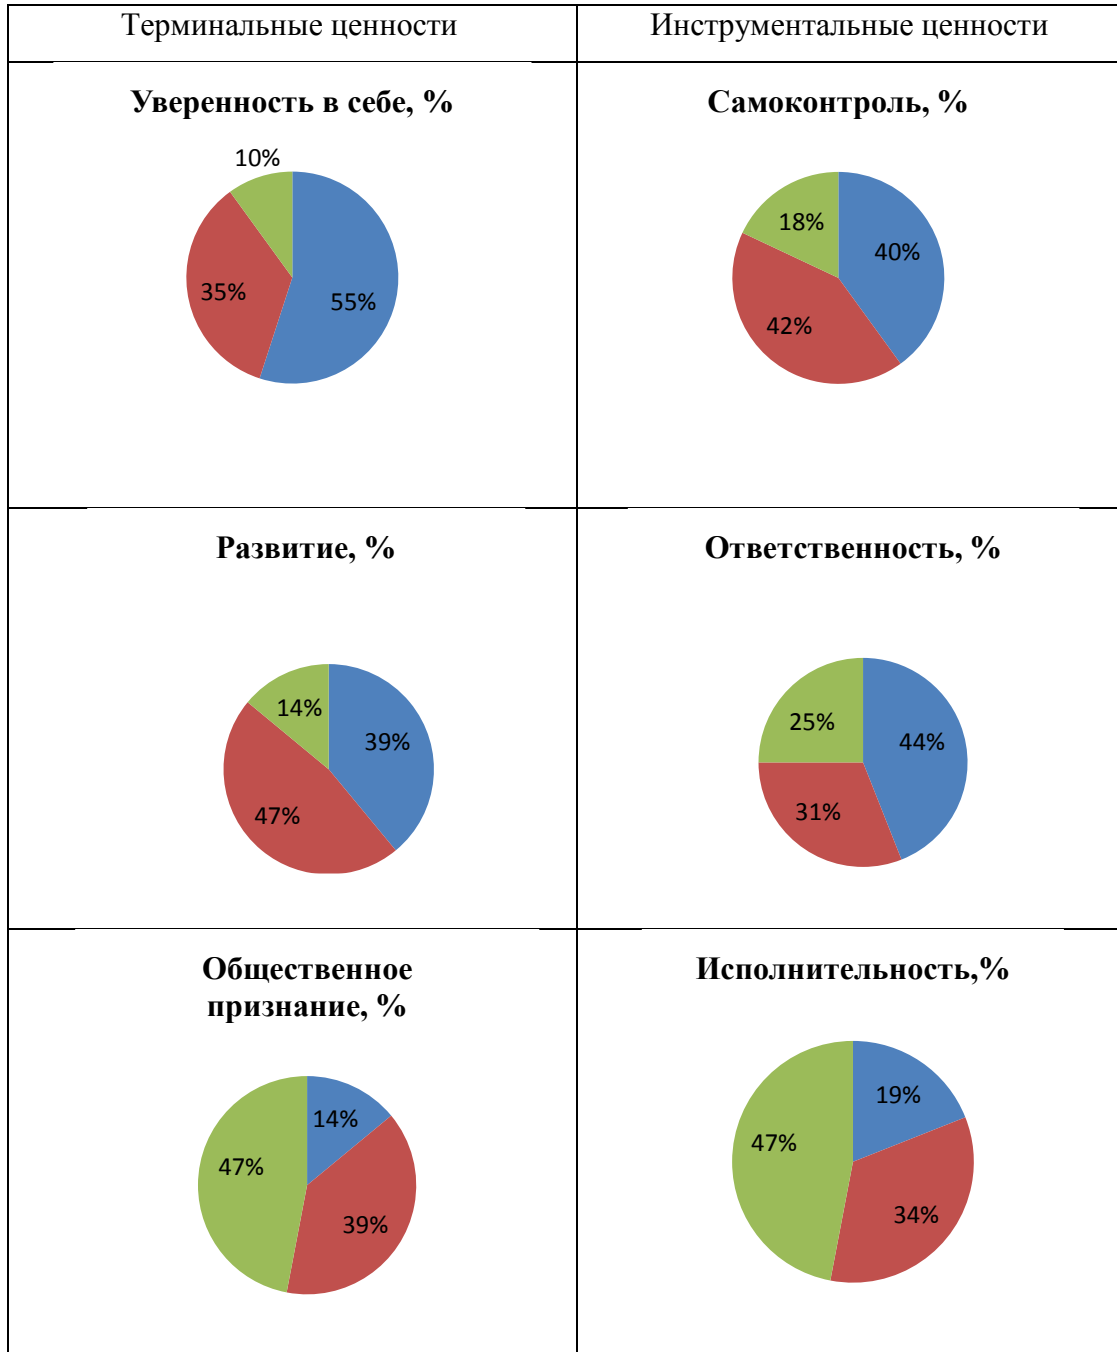 Терминальные ценности
Инструментальные ценности
Уверенность в себе, %
10%
35%
55%
Самоконтроль, %
18%
40%
42%
Развитие, %
14%
39%
47%
Ответственность, %
25%
44%
31%
Общественное
признание, %
14%
47%
39%
Исполнительность,%
19%
47%
34%